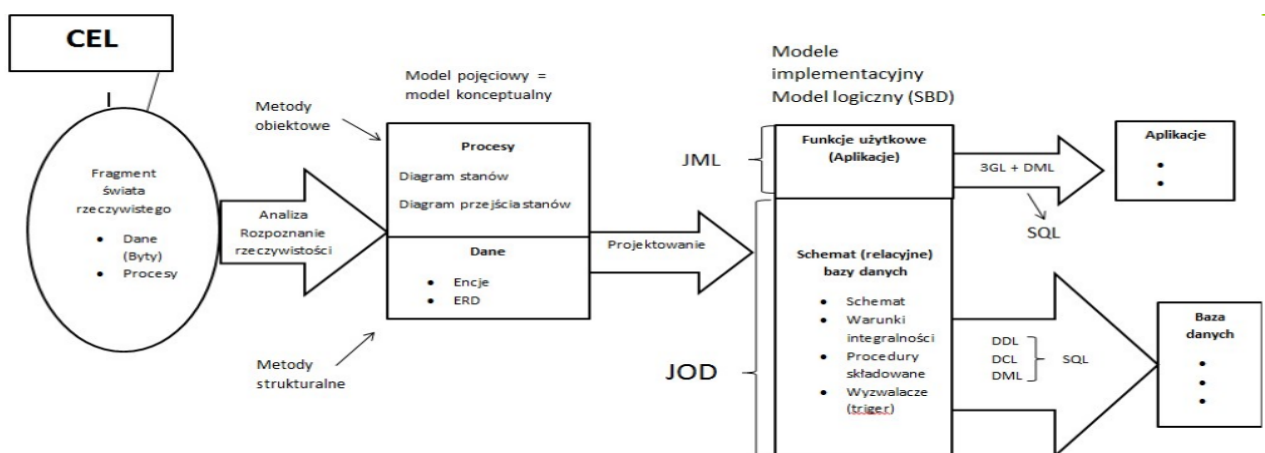 CEL
Fragment
świata
rzeczywistego
• Dane
(Byty)
• Procesy
Analiza
Rozpoznanie
rzeczywistości
Metody
obiektowe
Model pojęciowy =
model konceptualny
Procesy
Diagram stanów
Diagram przejścia stanów
Dane
• Encje
• ERD
Metody
strukturalne
Projektowanie
Modele
implementacyjny
Model logiczny (SBD)
JML
Funkcje użytkowe
(Aplikacje)
JOD
Schemat (relacyjne)
bazy danych
• Schemat
• Warunki
integralności
• Procedury
składowane
• Wyzwalacze
(triger)
3GL + DML
SQL
Aplikacje
DDL
DCL
DML
SQL
Baza
danych